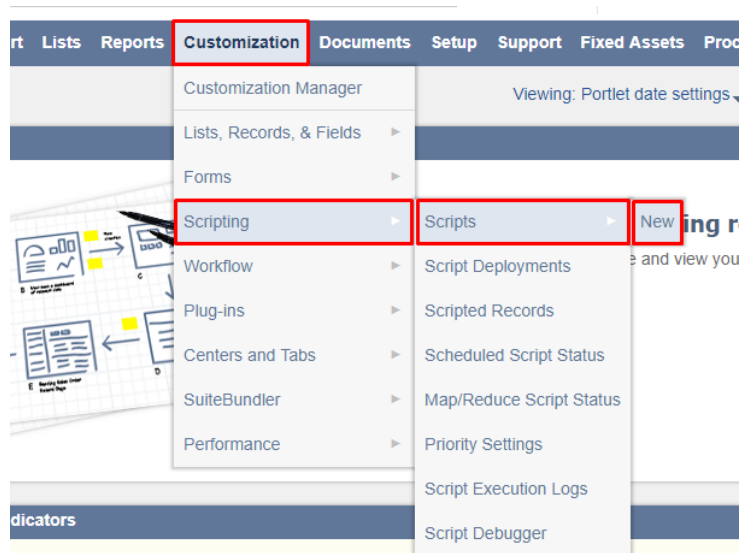 rt Lists Reports Customization Documents Setup Support Fixed Assets Proc
Customization Manager
Viewing: Portlet date settings
Lists, Records, & Fields
Forms
Scripting
Workflow
Plug-ins
Centers and Tabs
SuiteBundler
Performance
Scripts
Script Deployments
Scripted Records
Scheduled Script Status
Map/Reduce Script Status
Priority Settings
Script Execution Logs
Script Debugger
New
ing r
e and view you
dicators